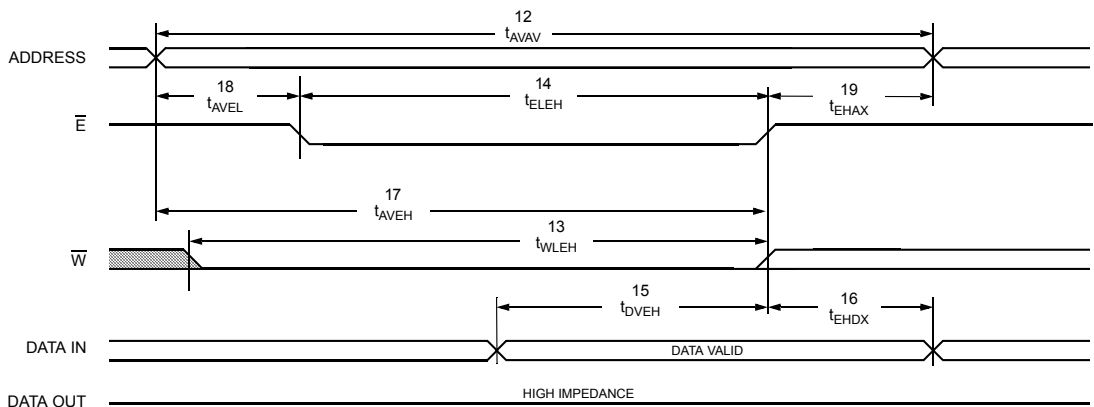 12
tAVAV
ADDRESS
18
tAVEL
14
tELEH
19
tEHAX
E
17
tAVEH
13
tWLEH
W
15
tDVEH
16
tEHDX
DATA IN
DATA VALID
DATA OUT
HIGH IMPEDANCE